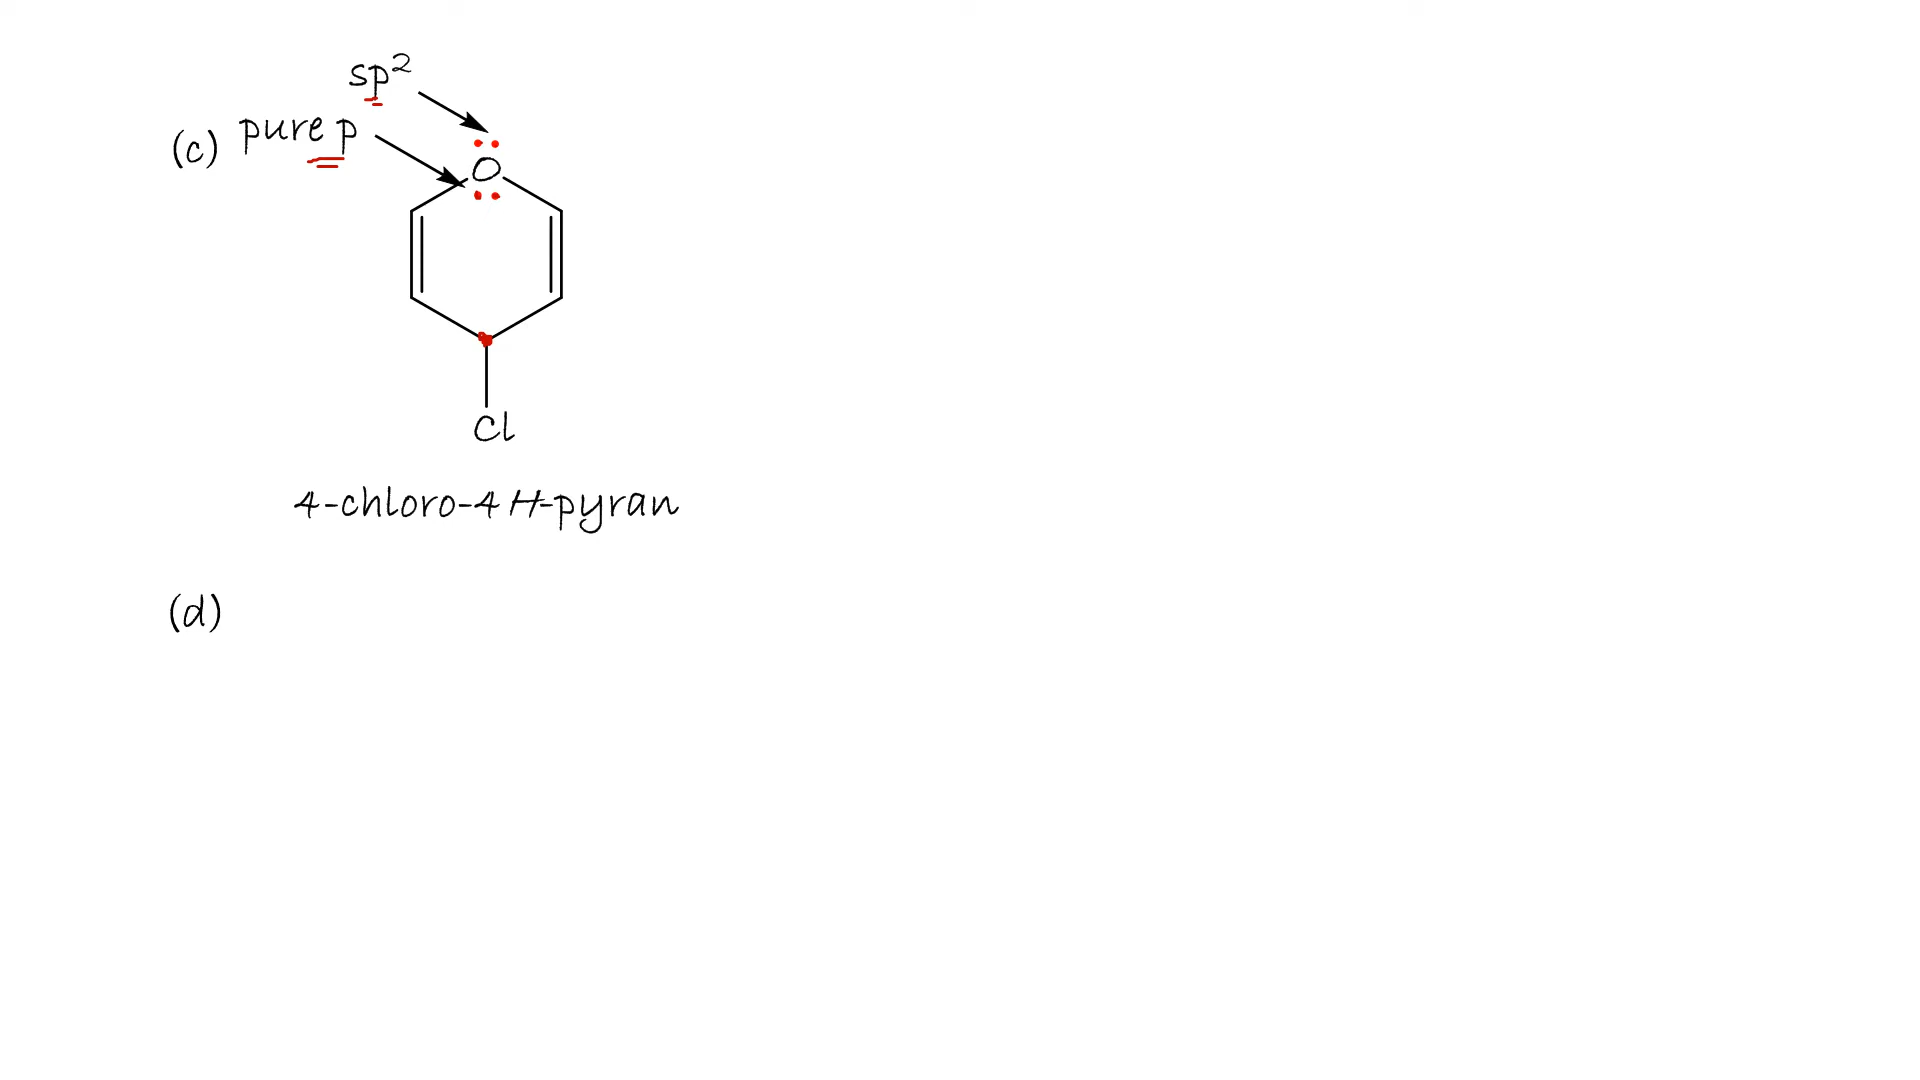 sp²
(c) pure p
O
Cl
4-chloro-4H-pyran
(d)